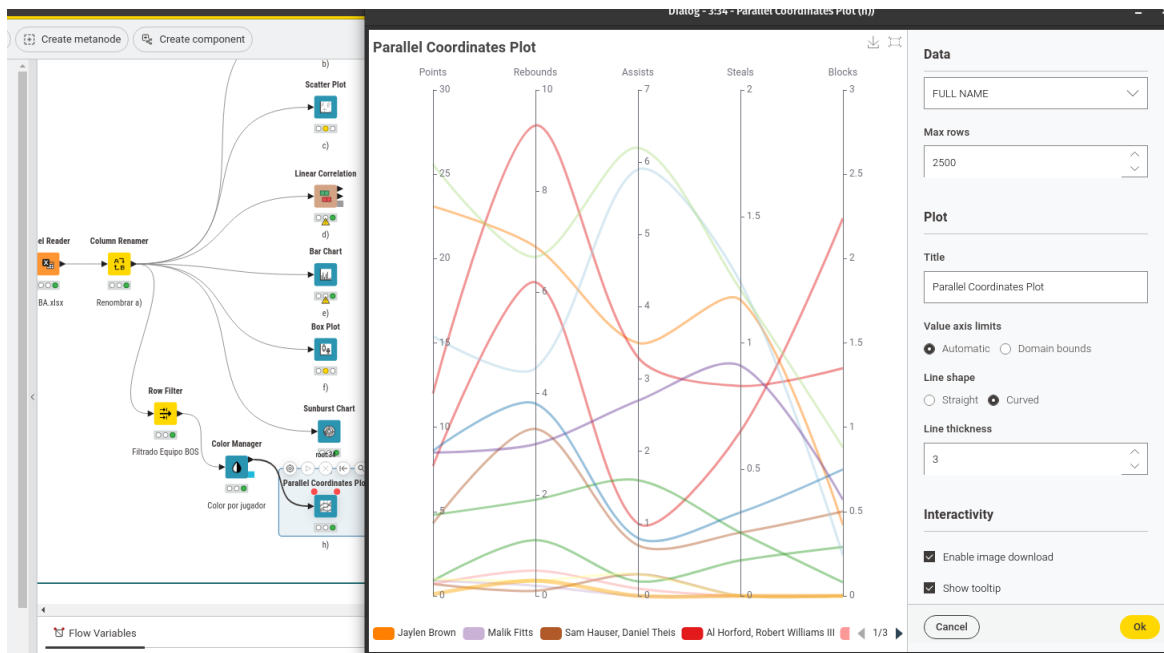 Dialog - 3:34 - Parallel Coordinates Plot (h))
Create metanode
Create component
b)
Scatter Plot
c)
Linear Correlation
d)
el Reader
Column Renamer
Bar Chart
BA.xlsx
Renombrar a)
e)
Box Plot
f)
Row Filter
Sunburst Chart
Filtrado Equipo BOS
Color Manager
Parallel Coordinates Plo
Color por jugador
h)
Flow Variables
Parallel Coordinates Plot
Points
Rebounds
Assists
Steals
Blocks
30
10
7
2
3
25
8
6
1.5
2.5
20
6
5
1
2
15
4
4
0.5
1.5
10
2
3
0
1
5
0
2
0.5
0
1
0
0
Jaylen Brown
Malik Fitts
Sam Hauser, Daniel Theis
Al Horford, Robert Williams III
1/3
Data
FULL NAME
Max rows
2500
Plot
Title
Parallel Coordinates Plot
Value axis limits
Automatic
Domain bounds
Line shape
Straight
Curved
Line thickness
3
Interactivity
Enable image download
Show tooltip
Cancel
Ok